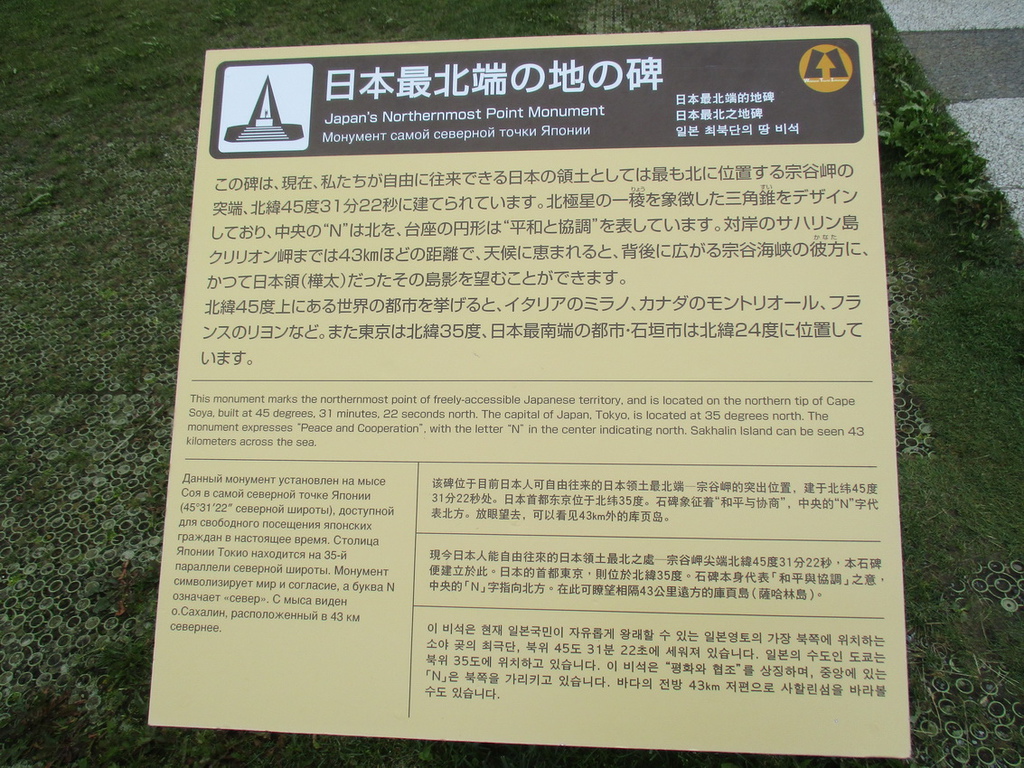 日本最北端の地の碑
Japan's Northernmost Point Monument
Монумент самой северной точки Японии
日本最北端的地碑
日本最北之地碑
일본 최북단의 땅 비석
この碑は、現在、私たちが自由に往来できる日本の領土としては最も北に位置する宗谷岬の
突端、北緯45度31分22秒に建てられています。北極星の一稜を象徴した三角錐をデザイン
しており、中央の“N”は北を、台座の円形は“平和と協調”を表しています。対岸のサハリン島
クリリオン岬までは43kmほどの距離で、天候に恵まれると、背後に広がる宗谷海峡の彼方に、
かつて日本領(樺太)だったその島影を望むことができます。
北緯45度上にある世界の都市を挙げると、イタリアのミラノ、カナダのモントリオール、フラ
ンスのリヨンなど。また東京は北緯35度、日本最南端の都市・石垣市は北緯24度に位置して
います。
This monument marks the northernmost point of freely-accessible Japanese territory, and is located on the northern tip of Cape
Soya, built at 45 degrees, 31 minutes, 22 seconds north. The capital of Japan, Tokyo, is located at 35 degrees north. The
monument expresses "Peace and Cooperation", with the letter "N" in the center indicating north. Sakhalin Island can be seen 43
kilometers across the sea.
Данный монумент установлен на мысе
Соя в самой северной точке Японии
(45°31′22″ северной широты), доступной
для свободного посещения японских
граждан в настоящее время. Столица
Японии Токио находится на 35-й
параллели северной широты. Монумент
символизирует мир и согласие, а буква N
означает «север». С мыса виден
о.Сахалин, расположенный в 43 км
севернее.
该碑位于目前日本人可自由往来的日本领土最北端─宗谷岬的突出位置，建于北纬45度
31分22秒处。日本首都东京位于北纬35度。石碑象征着“和平与协商”，中央的“N”字代
表北方。放眼望去，可以看见43km外的库页岛。
現今日本人能自由往來的日本領土最北之處─宗谷岬尖端北緯45度31分22秒，本石碑
便建立於此。日本的首都東京，則位於北緯35度。石碑本身代表「和平與協調」之意，
中央的「N」字指向北方。在此可瞭望相隔43公里遠方的庫頁島(薩哈林島)。
이 비석은 현재 일본국민이 자유롭게 왕래할 수 있는 일본영토의 가장 북쪽에 위치하는
소야 곶의 최극단, 북위 45도 31분 22초에 세워져 있습니다. 일본의 수도인 도쿄는
북위 35도에 위치하고 있습니다. 이 비석은 “평화와 협조”를 상징하며, 중앙에 있는
「N」은 북쪽을 가리키고 있습니다. 바다의 전방 43km 저편으로 사할린섬을 바라볼
수도 있습니다.